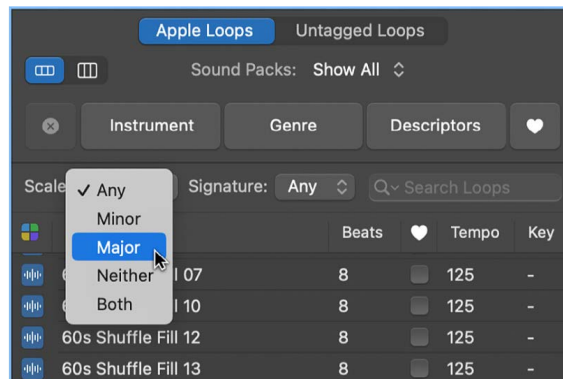 Apple Loops Untagged Loops
Sound Packs: Show All
Instrument Genre Descriptors
Scale Any Signature: Any Search Loops
Minor
Major Beats Tempo Key
Neither
Both
07 8 125 -
10 8 125 -
60s Shuffle Fill 12 8 125 -
60s Shuffle Fill 13 8 125 -